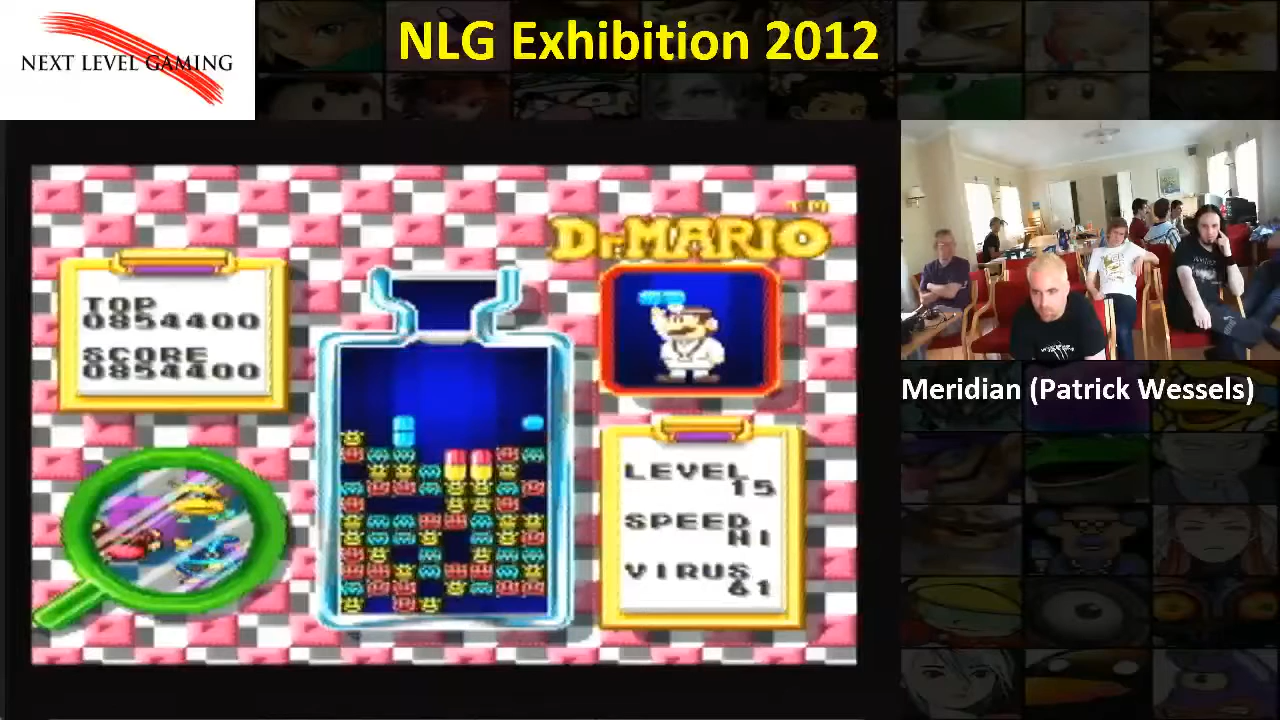 NEXT LEVEL GAMING
NLG Exhibition 2012
Dr. MARIO
TM
TOP
0854400
SCORE
0854400
LEVEL
15
SPEED
HI
VIRUS
61
Meridian (Patrick Wessels)